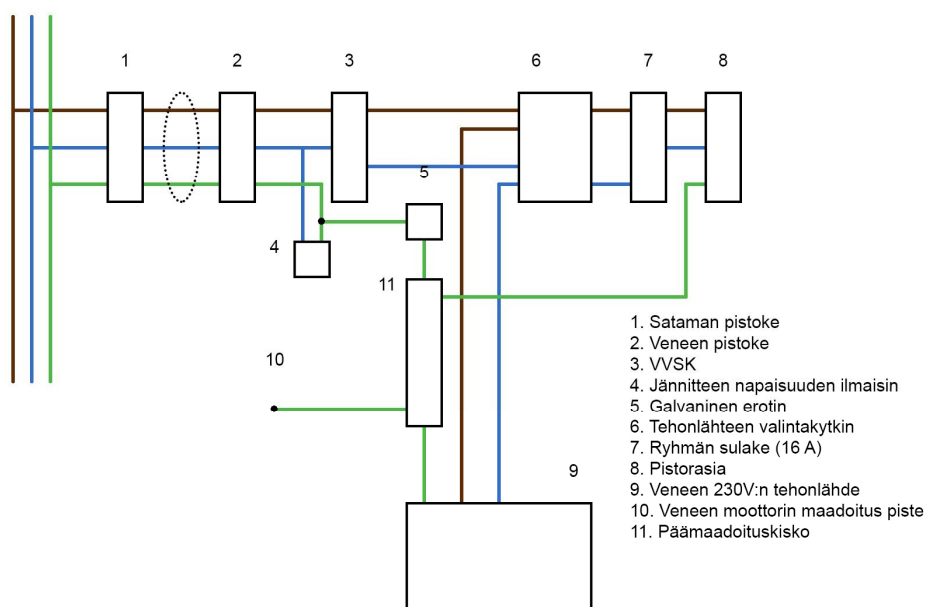 1 2 3 6 7 8
5
4
11
10
9
1. Sataman pistoke
2. Veneen pistoke
3. VVSK
4. Jännitteen napaisuuden ilmaisin
5. Galvaninen erotin
6. Tehonlähteen valintakytkin
7. Ryhmän sulake (16 A)
8. Pistorasia
9. Veneen 230V:n tehonlähde
10. Veneen moottorin maadoitus piste
11. Päämaadoituskisko